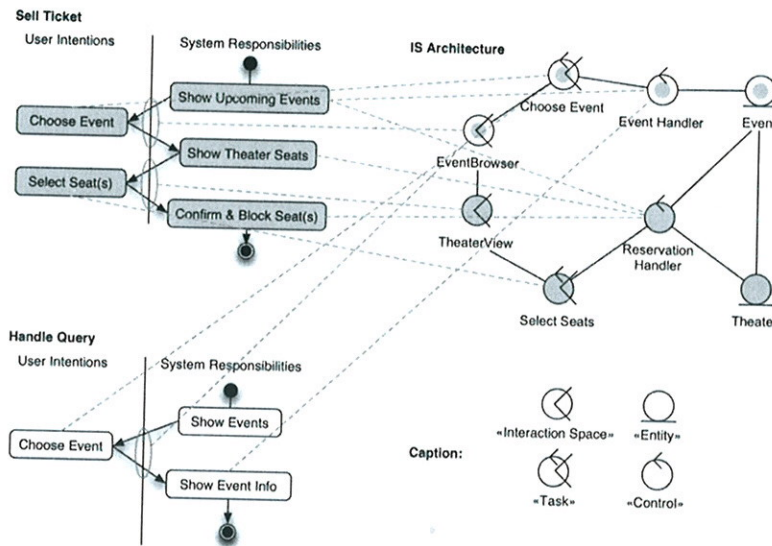 Sell Ticket
User Intentions
System Responsibilities
IS Architecture
Show Upcoming Events
Choose Event
Choose Event
Event Handler
Show Theater Seats
EventBrowser
Select Seat(s)
Confirm & Block Seat(s)
TheaterView
Reservation
Handler
Select Seats
Theater
Handle Query
User Intentions
System Responsibilities
Show Events
Choose Event
Show Event Info
Caption:
«Interaction Space»
«Entity»
«Task»
«Control»